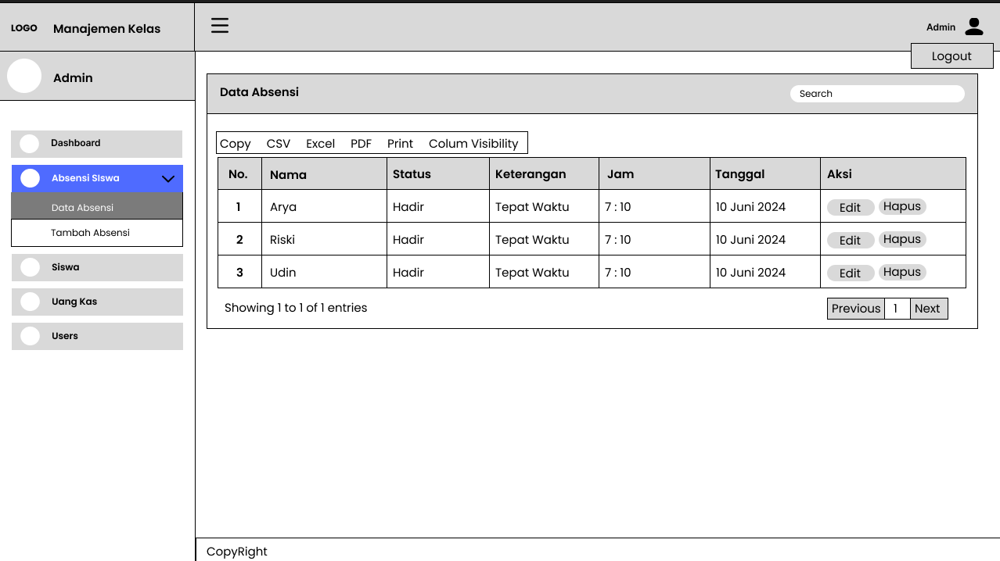 LOGO Manajemen Kelas
Admin
Logout
Admin
Data Absensi
Search
Dashboard
Absensi SIswa
Data Absensi
Tambah Absensi
Siswa
Uang Kas
Users
Copy CSV Excel PDF Print Colum Visibility
No. Nama Status Keterangan Jam Tanggal Aksi
1 Arya Hadir Tepat Waktu 7 : 10 10 Juni 2024 Edit Hapus
2 Riski Hadir Tepat Waktu 7 : 10 10 Juni 2024 Edit Hapus
3 Udin Hadir Tepat Waktu 7 : 10 10 Juni 2024 Edit Hapus
Showing 1 to 1 of 1 entries
Previous 1 Next
CopyRight